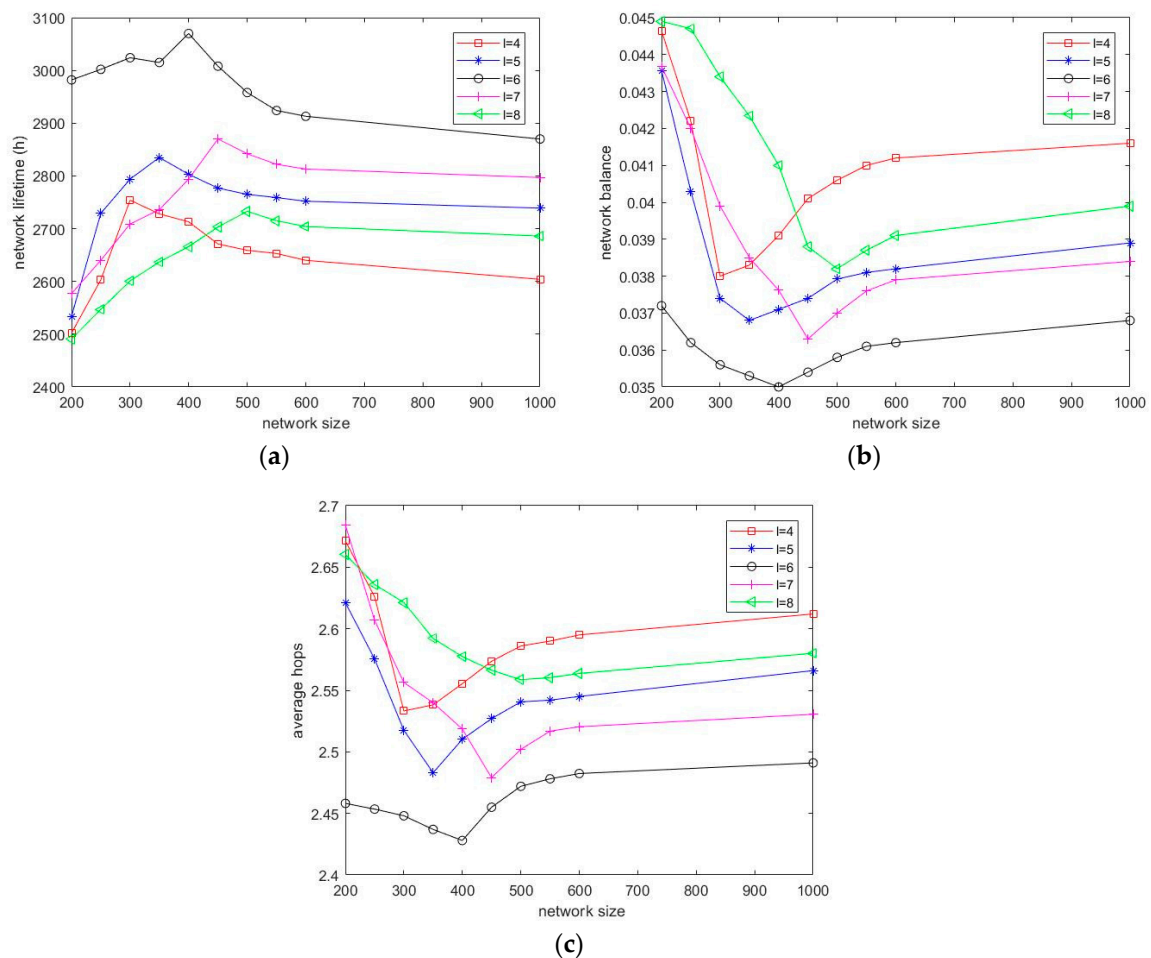 3100
3000
2900
2800
2700
2600
2500
2400
network lifetime (h)
200 300 400 500 600 700 800 900 1000
network size
l=4
l=5
l=6
l=7
l=8
(a)
0.045
0.044
0.043
0.042
0.041
0.04
0.039
0.038
0.037
0.036
0.035
network balance
200 300 400 500 600 700 800 900 1000
network size
l=4
l=5
l=6
l=7
l=8
(b)
2.7
2.65
2.6
2.55
2.5
2.45
2.4
average hops
200 300 400 500 600 700 800 900 1000
network size
l=4
l=5
l=6
l=7
l=8
(c)